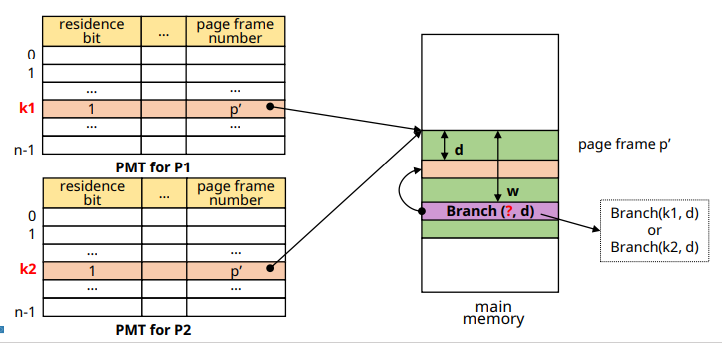 residence bit ... page frame number
0
1
... ...
k1 1 p’
... ...
n-1
PMT for P1
residence bit ... page frame number
0
1
... ...
k2 1 p’
... ...
n-1
PMT for P2
d
w
Branch (?, d)
main
memory
page frame p’
Branch(k1, d)
or
Branch(k2, d)